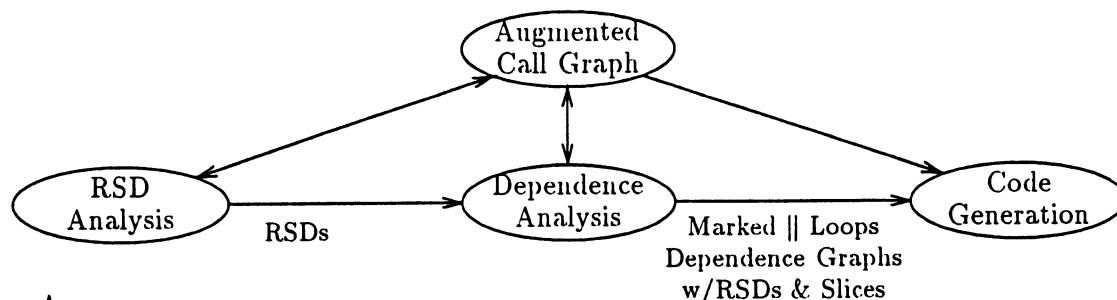 Augmented
Call Graph
RSD
Analysis
RSDs
Dependence
Analysis
Marked || Loops
Dependence Graphs
w/RSDs & Slices
Code
Generation